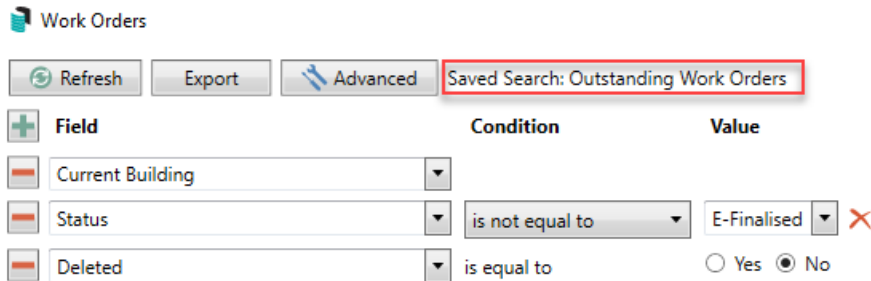 Work Orders
Refresh Export Advanced Saved Search: Outstanding Work Orders
Field Condition Value
Current Building
Status is not equal to E-Finalised
Deleted is equal to Yes No